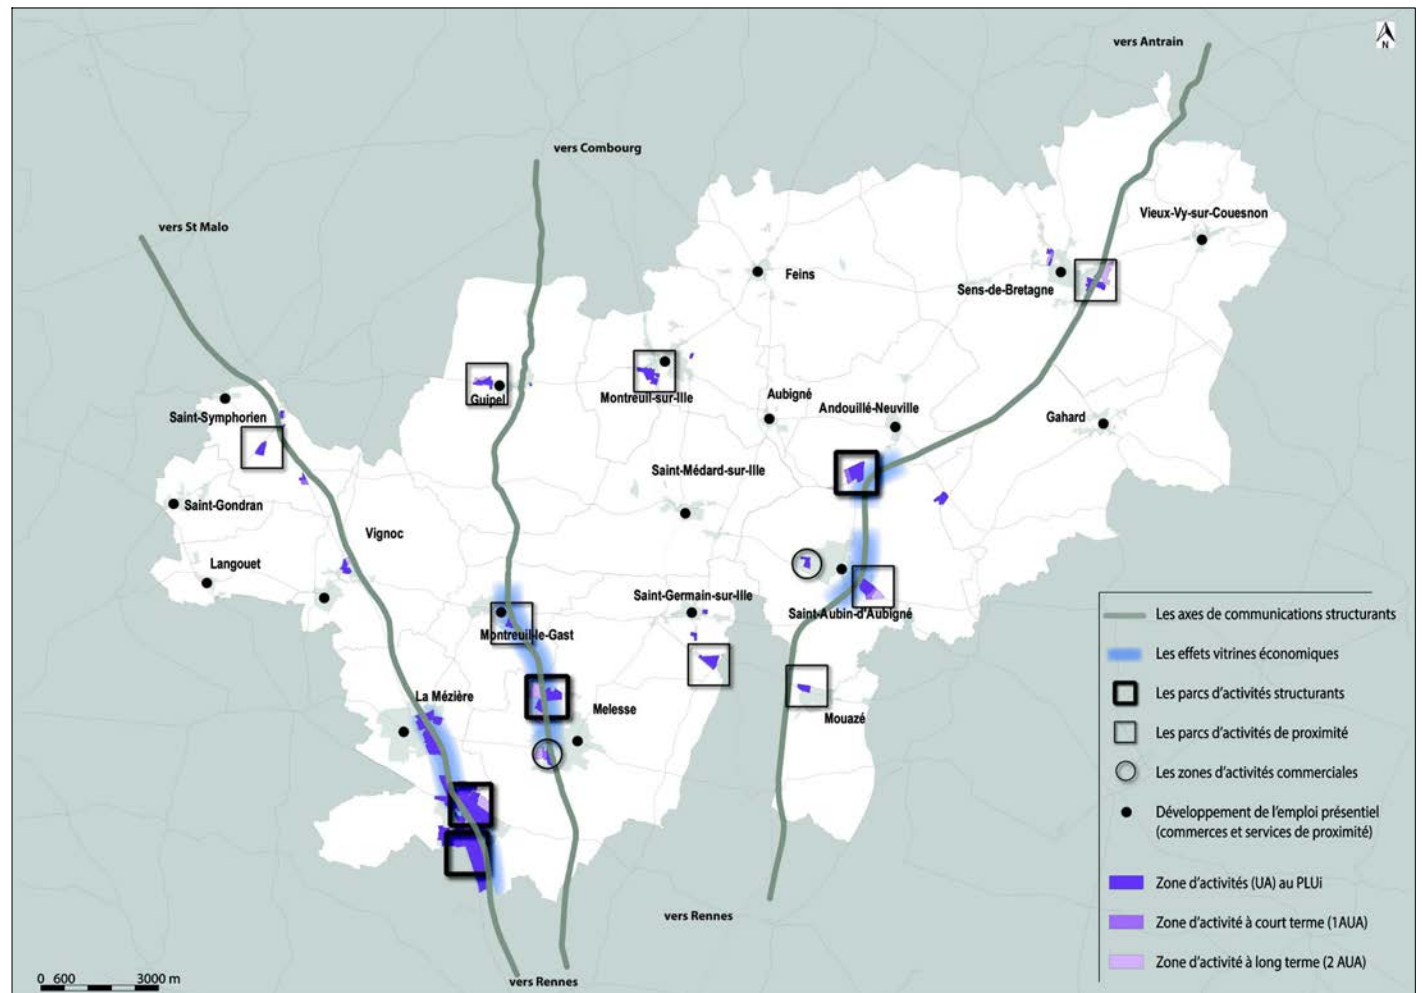 vers Antrain
N
vers Combourg
vers St Malo
Vieux-Vy-sur-Couesnon
Feins
Sens-de-Bretagne
Guipel
Montreuil-sur-Ille
Aubigné
Andouillé-Neuville
Gahard
Saint-Symphorien
Saint-Médard-sur-Ille
Saint-Gondran
Vignoc
Langouet
Saint-Germain-sur-Ille
Saint-Aubin-d'Aubigné
Montreuil-le-Gast
La Mézière
Melesse
Mouazé
vers Rennes
vers Rennes
0 600 3000 m
Les axes de communications structurants
Les effets vitrines économiques
Les parcs d'activités structurants
Les parcs d'activités de proximité
Les zones d'activités commerciales
Développement de l'emploi présentiel
(commerces et services de proximité)
Zone d'activités (UA) au PLUi
Zone d'activité à court terme (1AUA)
Zone d'activité à long terme (2 AUA)